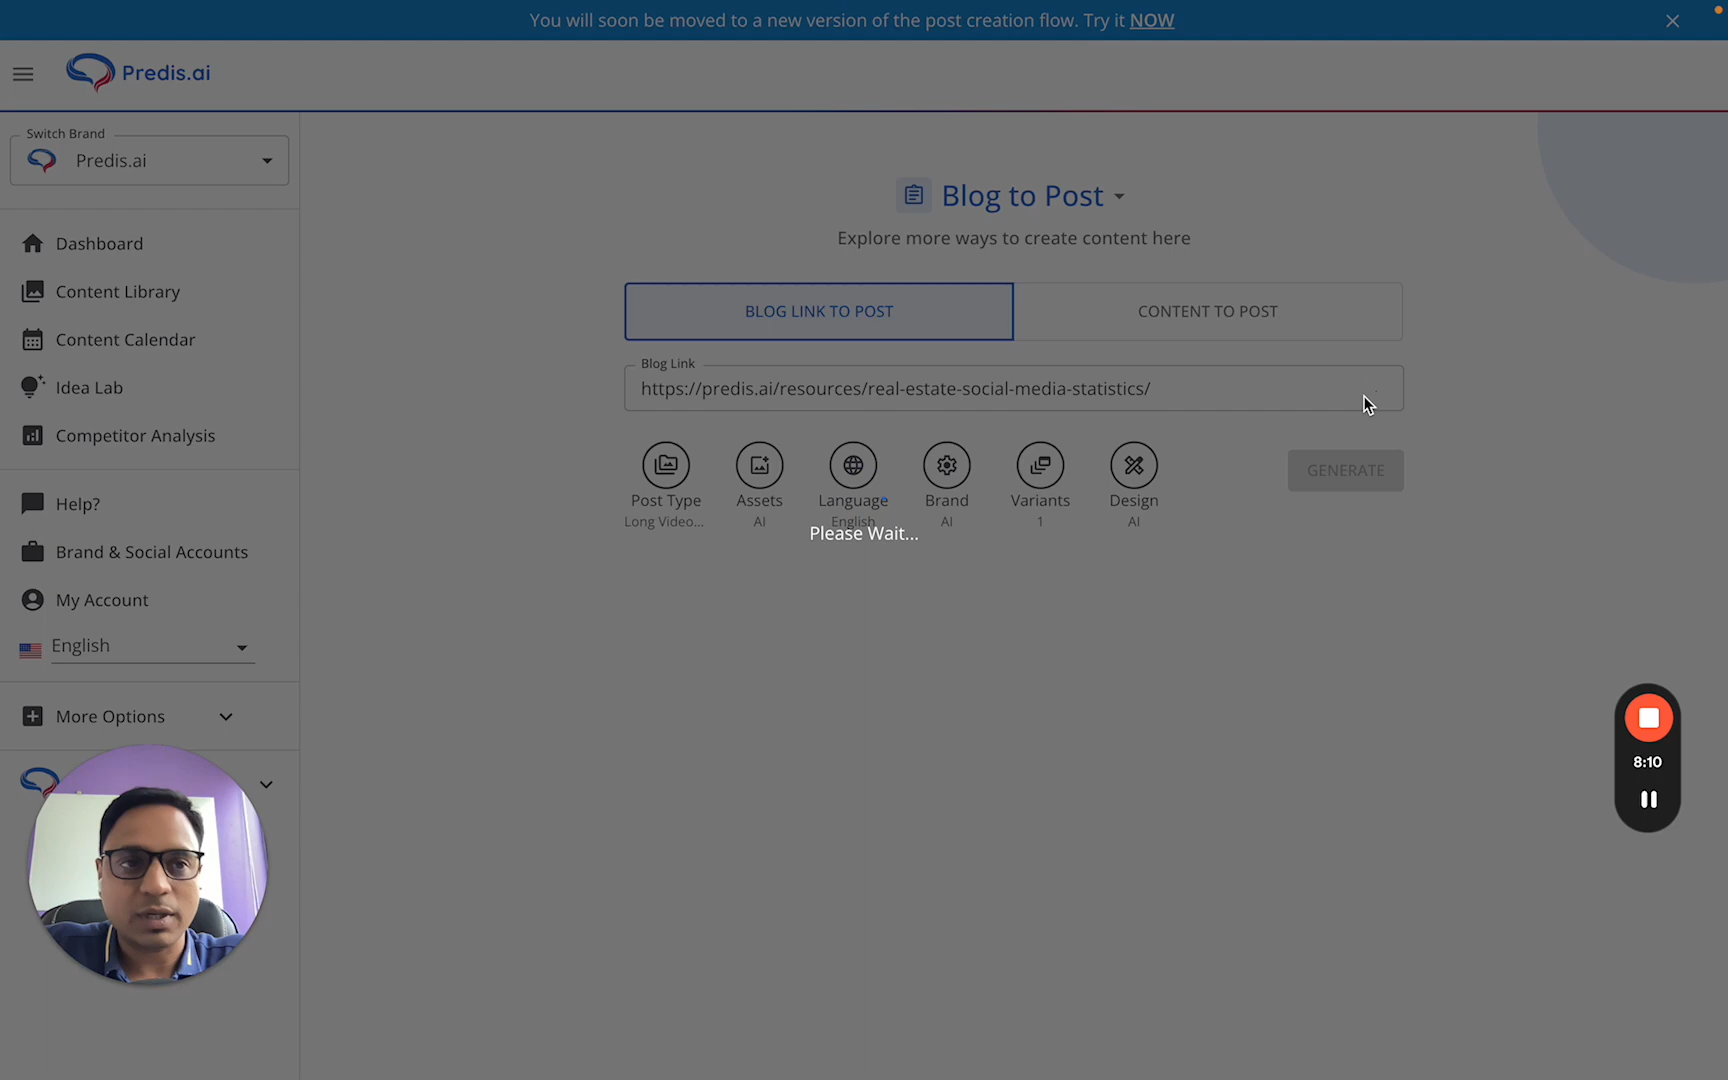 You will soon be moved to a new version of the post creation flow. Try it NOW
Predis.ai
Switch Brand
Predis.ai
Dashboard
Content Library
Content Calendar
Idea Lab
Competitor Analysis
Help?
Brand & Social Accounts
My Account
English
More Options
Blog to Post
Explore more ways to create content here
BLOG LINK TO POST
CONTENT TO POST
Blog Link
https://predis.ai/resources/real-estate-social-media-statistics/
Post Type
Long Video...
Assets
AI
Language
English
Brand
AI
Variants
1
Design
AI
GENERATE
Please Wait...
8:10